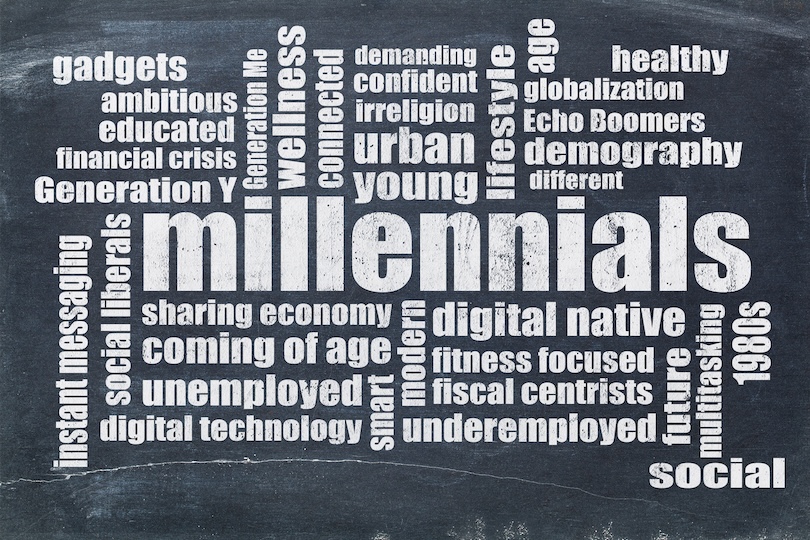 gadgets
ambitious
educated
financial crisis
Generation Y
Generation Me
wellness
connected
demanding
confident
irreligion
urban
young
lifestyle
age
healthy
globalization
Echo Boomers
demography
different
millennials
instant messaging
social liberals
sharing economy
coming of age
unemployed
digital technology
smart
modern
digital native
fitness focused
fiscal centrists
underemployed
future
multitasking
1980s
social